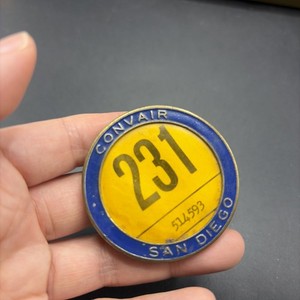 CONVAIR
231
514593
SAN DIEGO